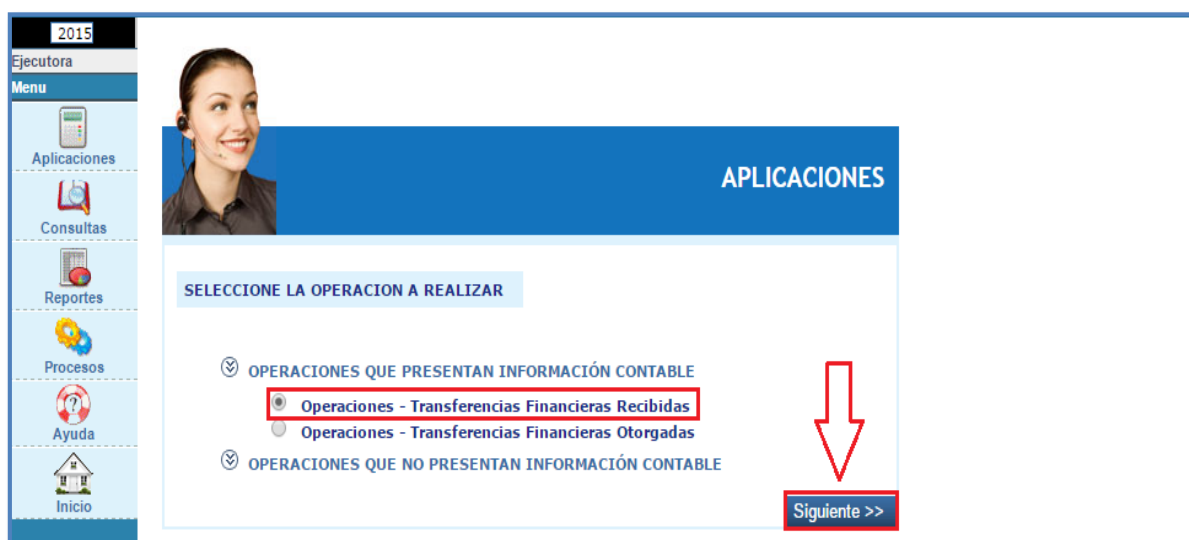 2015
Ejecutora
Menu
Aplicaciones
Consultas
Reportes
Procesos
Ayuda
Inicio
APLICACIONES
SELECCIONE LA OPERACION A REALIZAR
OPERACIONES QUE PRESENTAN INFORMACIÓN CONTABLE
Operaciones - Transferencias Financieras Recibidas
Operaciones - Transferencias Financieras Otorgadas
OPERACIONES QUE NO PRESENTAN INFORMACIÓN CONTABLE
Siguiente >>